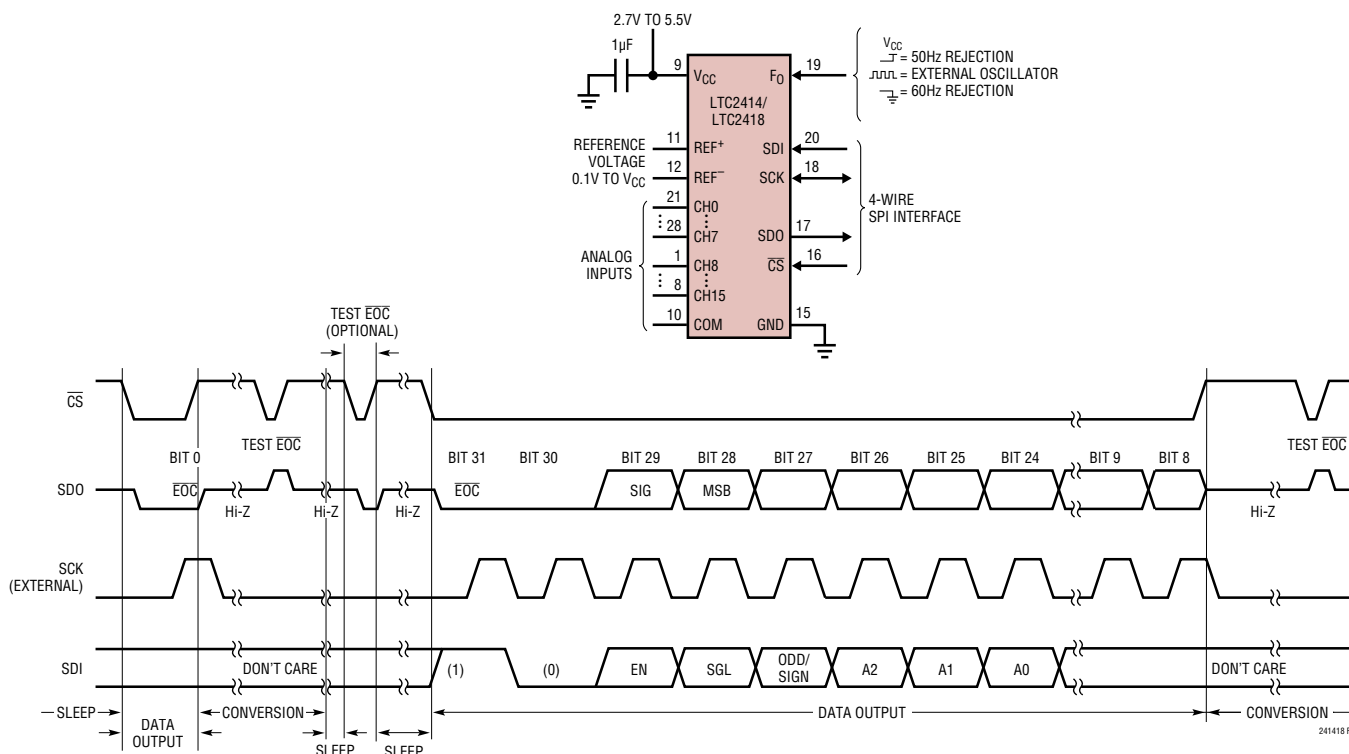 2.7V TO 5.5V
1µF
9
VCC
FO
19
VCC
= 50Hz REJECTION
= EXTERNAL OSCILLATOR
= 60Hz REJECTION
LTC2414/
LTC2418
REFERENCE
VOLTAGE
0.1V TO VCC
11
REF+
12
REF–
SDI
20
SCK
18
SDO
17
CS
16
4-WIRE
SPI INTERFACE
ANALOG
INPUTS
21
CH0
28
CH7
1
CH8
8
CH15
10
COM
GND
15
TEST EOC
(OPTIONAL)
CS
TEST EOC
TEST EOC
BIT 0
BIT 31
BIT 30
BIT 29
BIT 28
BIT 27
BIT 26
BIT 25
BIT 24
BIT 9
BIT 8
SDO
EOC
EOC
SIG
MSB
Hi-Z
Hi-Z
Hi-Z
Hi-Z
SCK
(EXTERNAL)
SDI
DON'T CARE
(1)
(0)
EN
SGL
ODD/
SIGN
A2
A1
A0
DON'T CARE
SLEEP
DATA
OUTPUT
CONVERSION
SLEEP
SLEEP
DATA OUTPUT
CONVERSION